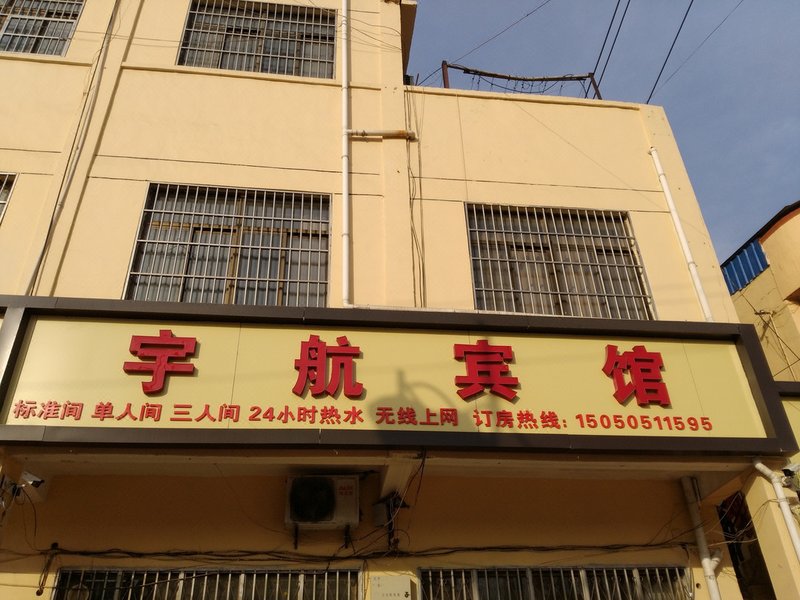 宇航宾馆
标准间 单人间 三人间 24小时热水 无线上网 订房热线: 15050511595